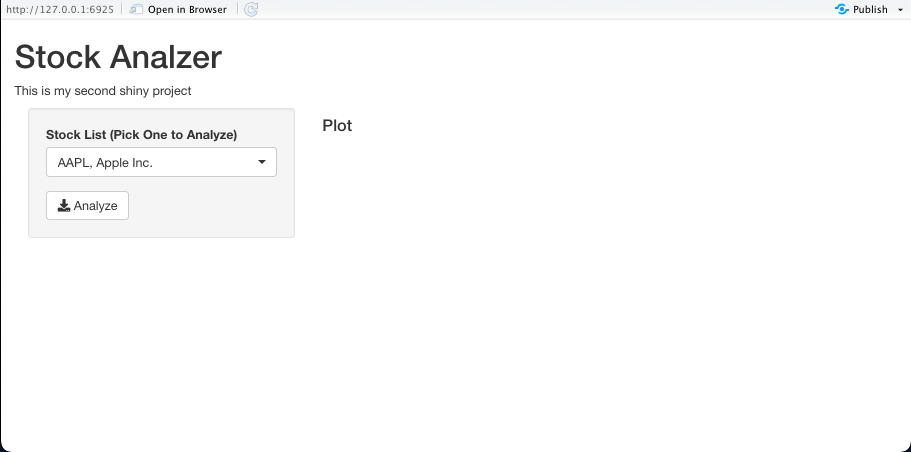 http://127.0.0.1:6925 Open in Browser Publish
Stock Analzer
This is my second shiny project
Stock List (Pick One to Analyze)
Plot
AAPL, Apple Inc.
Analyze